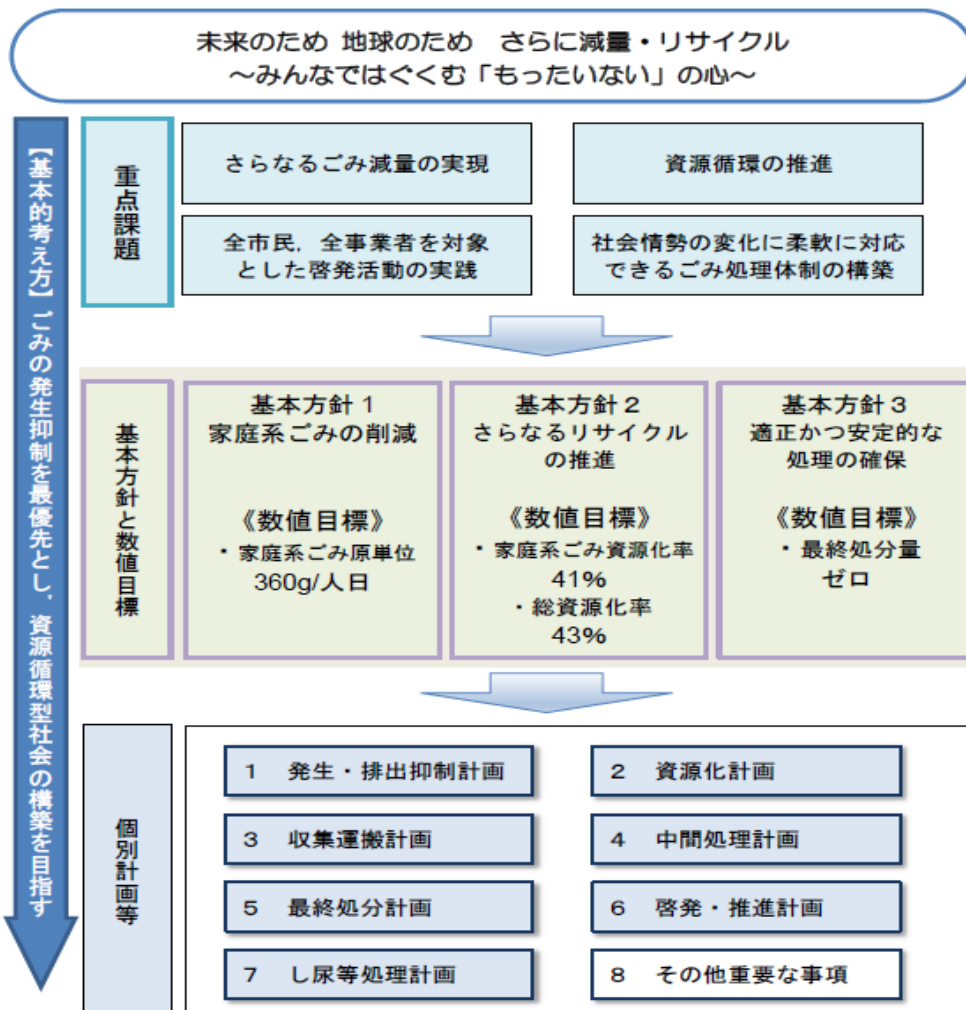 未来のため 地球のため　さらに減量・リサイクル
～みんなではぐくむ「もったいない」の心～
【基本的考え方】ごみの発生抑制を最優先とし，資源循環型社会の構築を目指す
重点課題
さらなるごみ減量の実現
資源循環の推進
全市民，全事業者を対象
とした啓発活動の実践
社会情勢の変化に柔軟に対応
できるごみ処理体制の構築
基本方針と数値目標
基本方針１
家庭系ごみの削減
《数値目標》
・家庭系ごみ原単位
360g/人日
基本方針２
さらなるリサイクル
の推進
《数値目標》
・家庭系ごみ資源化率
41%
・総資源化率
43%
基本方針３
適正かつ安定的な
処理の確保
《数値目標》
・最終処分量
ゼロ
個別計画等
1　発生・排出抑制計画
2　資源化計画
3　収集運搬計画
4　中間処理計画
5　最終処分計画
6　啓発・推進計画
7　し尿等処理計画
8　その他重要な事項